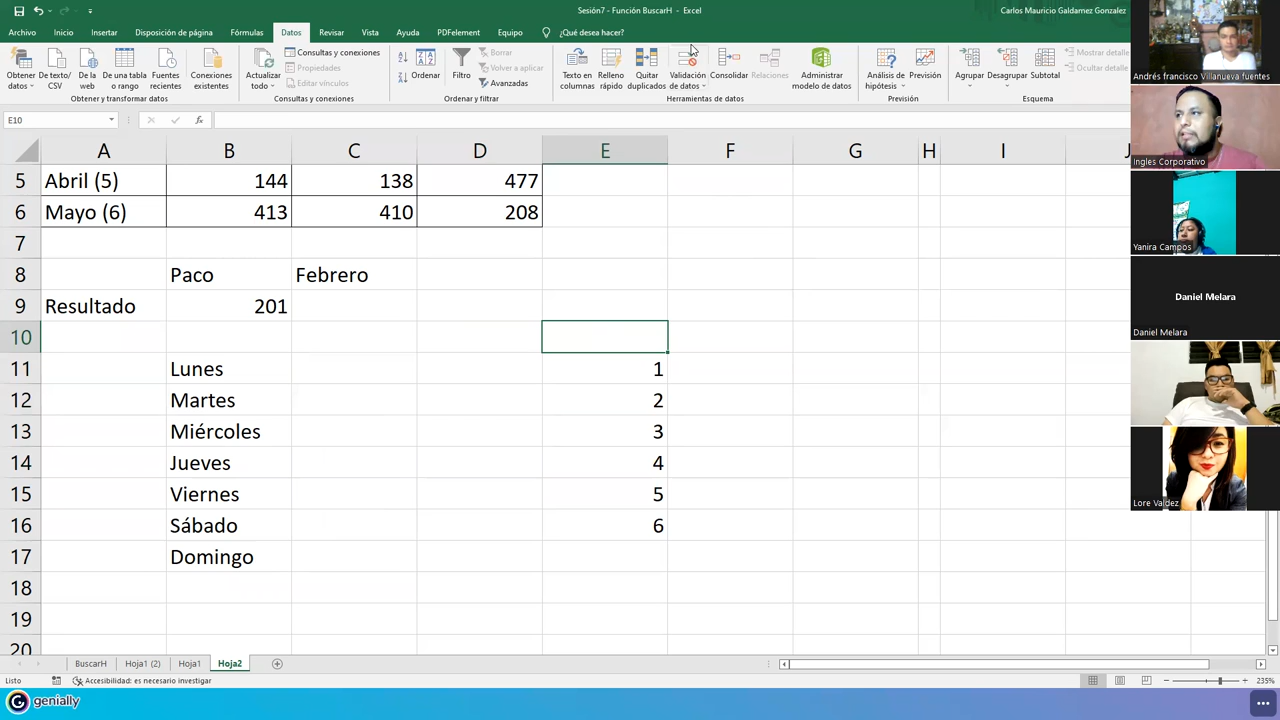 Sesión7 - Función BuscarH - Excel
Carlos Mauricio Galdamez Gonzalez
Archivo Inicio Insertar Disposición de página Fórmulas Datos Revisar Vista Ayuda PDFelement Equipo ¿Qué desea hacer?
Obtener datos
De texto/CSV
De la web
De una tabla o rango
Fuentes recientes
Conexiones existentes
Obtener y transformar datos
Actualizar todo
Consultas y conexiones
Propiedades
Editar vínculos
Consultas y conexiones
Ordenar
Filtro
Borrar
Volver a aplicar
Avanzadas
Ordenar y filtrar
Texto en columnas
Relleno rápido
Quitar duplicados
Validación de datos
Consolidar
Relaciones
Administrar modelo de datos
Herramientas de datos
Análisis de hipótesis
Previsión
Previsión
Agrupar
Desagrupar
Subtotal
Mostrar detalle
Ocultar detalle
Esquema
E10
fx
A B C D E F G H I J
5 Abril (5) 144 138 477
6 Mayo (6) 413 410 208
7
8 Paco Febrero
9 Resultado 201
10
11 Lunes 1
12 Martes 2
13 Miércoles 3
14 Jueves 4
15 Viernes 5
16 Sábado 6
17 Domingo
18
19
20
BuscarH Hoja1 (2) Hoja1 Hoja2
Listo Accesibilidad: es necesario investigar 235%
genially
Andrés francisco Villanueva fuentes
Ingles Corporativo
Yanira Campos
Daniel Melara
Daniel Melara
Lore Valdez